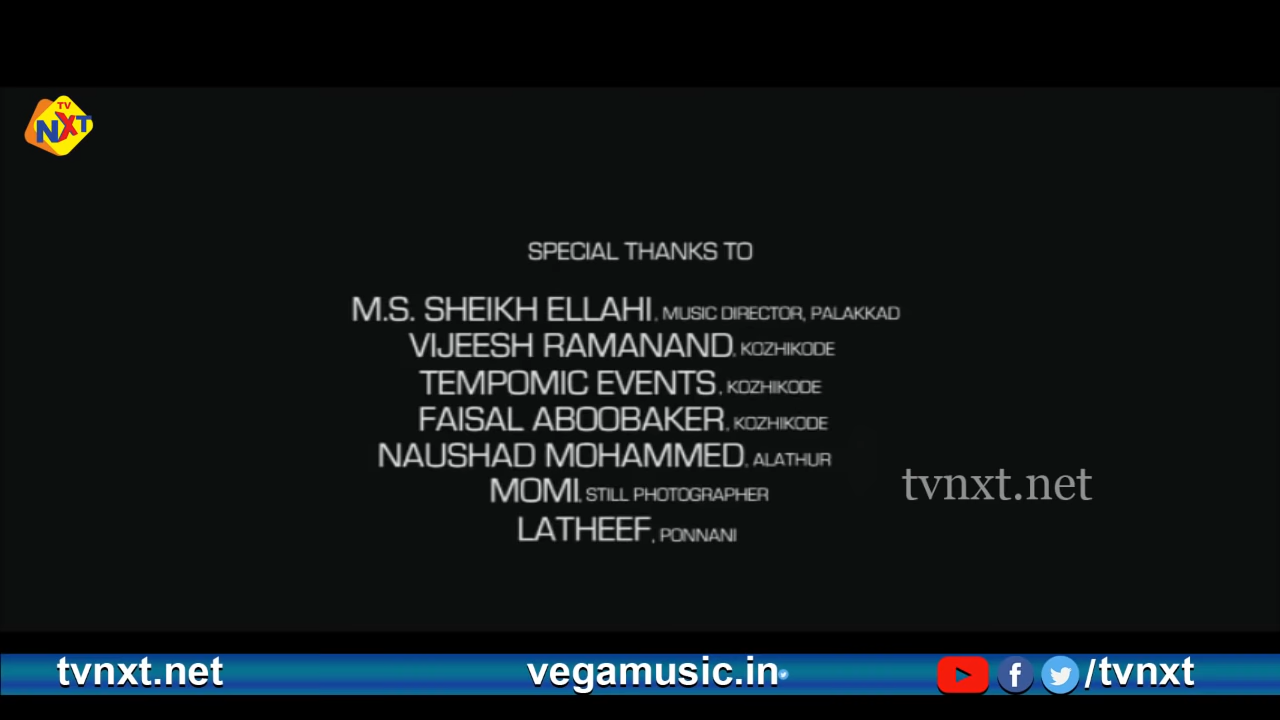 TV
NXT
SPECIAL THANKS TO
M.S. SHEIKH ELLAHI, MUSIC DIRECTOR, PALAKKAD
VIJEESH RAMANAND, KOZHIKODE
TEMPOMIC EVENTS, KOZHIKODE
FAISAL ABOOBAKER, KOZHIKODE
NAUSHAD MOHAMMED, ALATHUR
MOMI, STILL PHOTOGRAPHER
LATHEEF, PONNANI
tvnxt.net
tvnxt.net vegamusic.in f /tvnxt